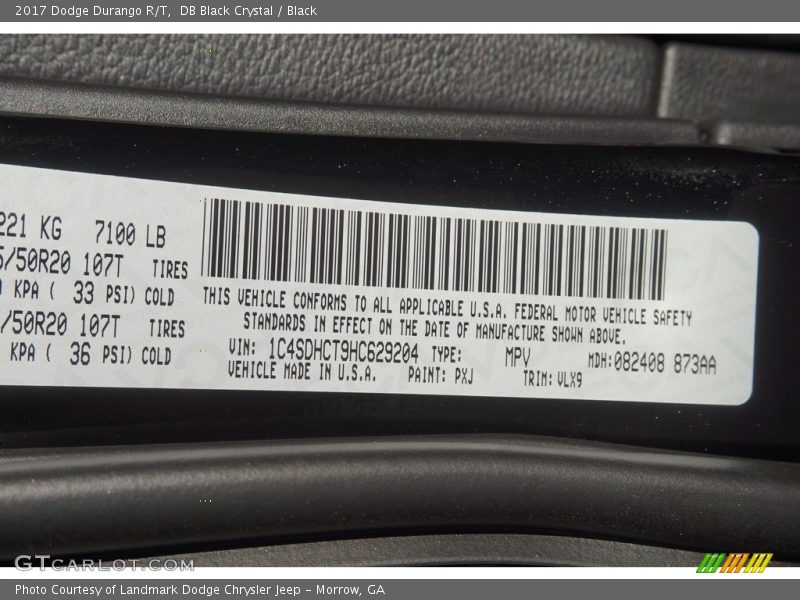 2017 Dodge Durango R/T,  DB Black Crystal / Black
221 KG 7100 LB
/50R20 107T TIRES
KPA ( 33 PSI) COLD
/50R20 107T TIRES
KPA ( 36 PSI) COLD
THIS VEHICLE CONFORMS TO ALL APPLICABLE U.S.A. FEDERAL MOTOR VEHICLE SAFETY
STANDARDS IN EFFECT ON THE DATE OF MANUFACTURE SHOWN ABOVE.
VIN: 1C4SDHCT9HC629204 TYPE: MPV MDH:082408 873AA
VEHICLE MADE IN U.S.A. PAINT: PXJ TRIM: VLX9
GTCARLOT.COM
Photo Courtesy of Landmark Dodge Chrysler Jeep – Morrow, GA